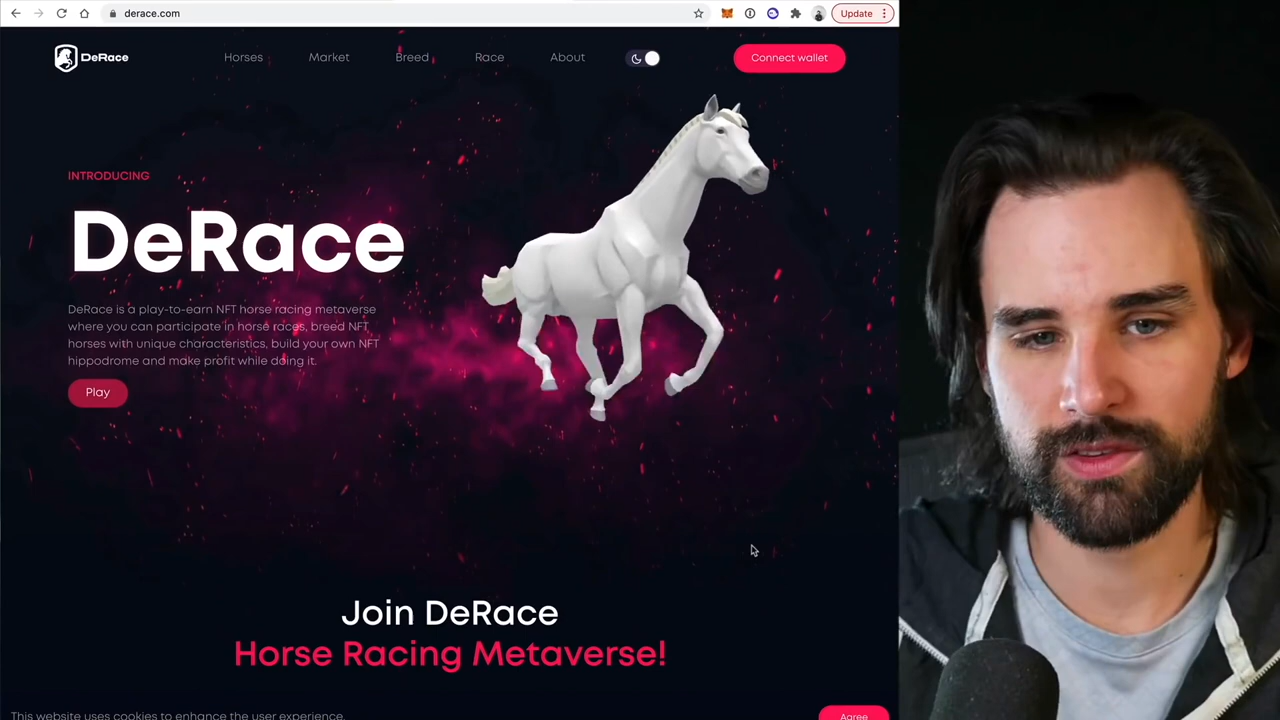 derace.com
Update
DeRace
Horses
Market
Breed
Race
About
Connect wallet
INTRODUCING
DeRace
DeRace is a play-to-earn NFT horse racing metaverse
where you can participate in horse races, breed NFT
horses with unique characteristics, build your own NFT
hippodrome and make profit while doing it.
Play
Join DeRace
Horse Racing Metaverse!
This website uses cookies to enhance the user experience.
Agree